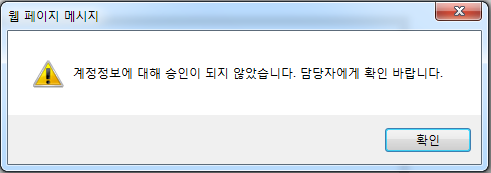 웹 페이지 메시지
계정정보에 대해 승인이 되지 않았습니다. 담당자에게 확인 바랍니다.
확인